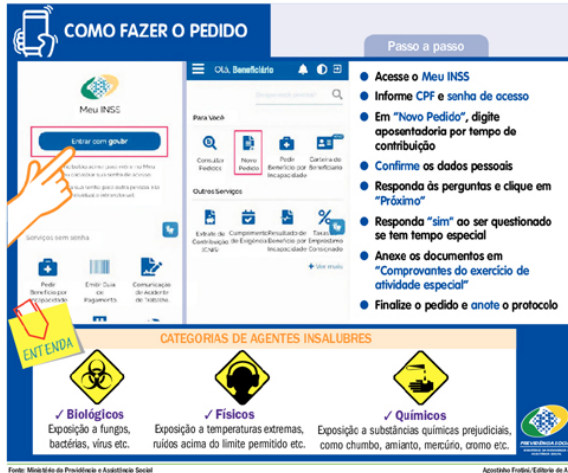 COMO FAZER O PEDIDO
Passo a passo
Meu INSS
Entrar com gov.br
Serviços sem senha
Pedir
Benefício por
Incapacidade
Emitir Guia
de
Pagamento
Comunicação
de Acidente
de Trabalho
Olá, Beneficiário
Para Você
Consultar
Pedidos
Novo
Pedido
Pedir
Benefício por
Incapacidade
Carteira de
Beneficiário
Outros Serviços
Extrato de
Contribuição
(CNIS)
Cumprimento
de Exigência
Resultado de
Benefício por
Incapacidade
Empréstimo
Consignado
+ Ver mais
● Acesse o Meu INSS
● Informe CPF e senha de acesso
● Em "Novo Pedido", digite
aposentadoria por tempo de
contribuição
● Confirme os dados pessoais
● Responda às perguntas e clique em
"Próximo"
● Responda "sim" ao ser questionado
se tem tempo especial
● Anexe os documentos em
"Comprovantes do exercício de
atividade especial"
● Finalize o pedido e anote o protocolo
ENTENDA
CATEGORIAS DE AGENTES INSALUBRES
✓ Biológicos
Exposição a fungos,
bactérias, vírus etc.
✓ Físicos
Exposição a temperaturas extremas,
ruídos acima do limite permitido etc.
✓ Químicos
Exposição a substâncias químicas prejudiciais,
como chumbo, amianto, mercúrio, cromo etc.
PREVIDÊNCIA SOCIAL
Fonte: Ministério da Previdência e Assistência Social
Agostinho Fratini/Editoria de A